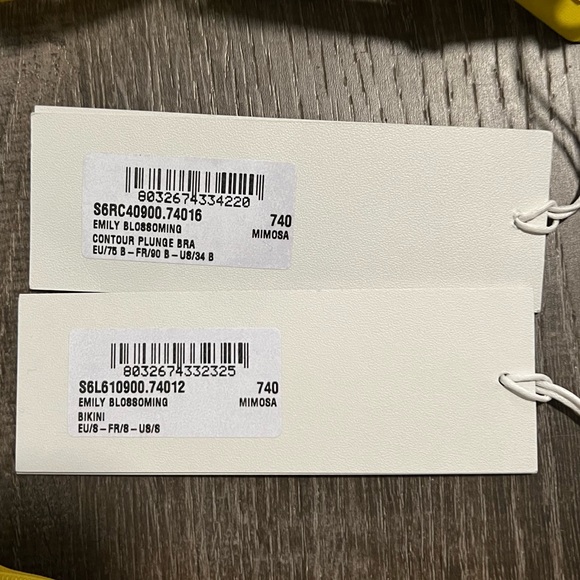 8032674334220
S6RC40900.74016 740
EMILY BLOSSOMING MIMOSA
CONTOUR PLUNGE BRA
EU/75 B – FR/90 B – US/34 B
8032674332325
S6L610900.74012 740
EMILY BLOSSOMING MIMOSA
BIKINI
EU/S – FR/S – US/S